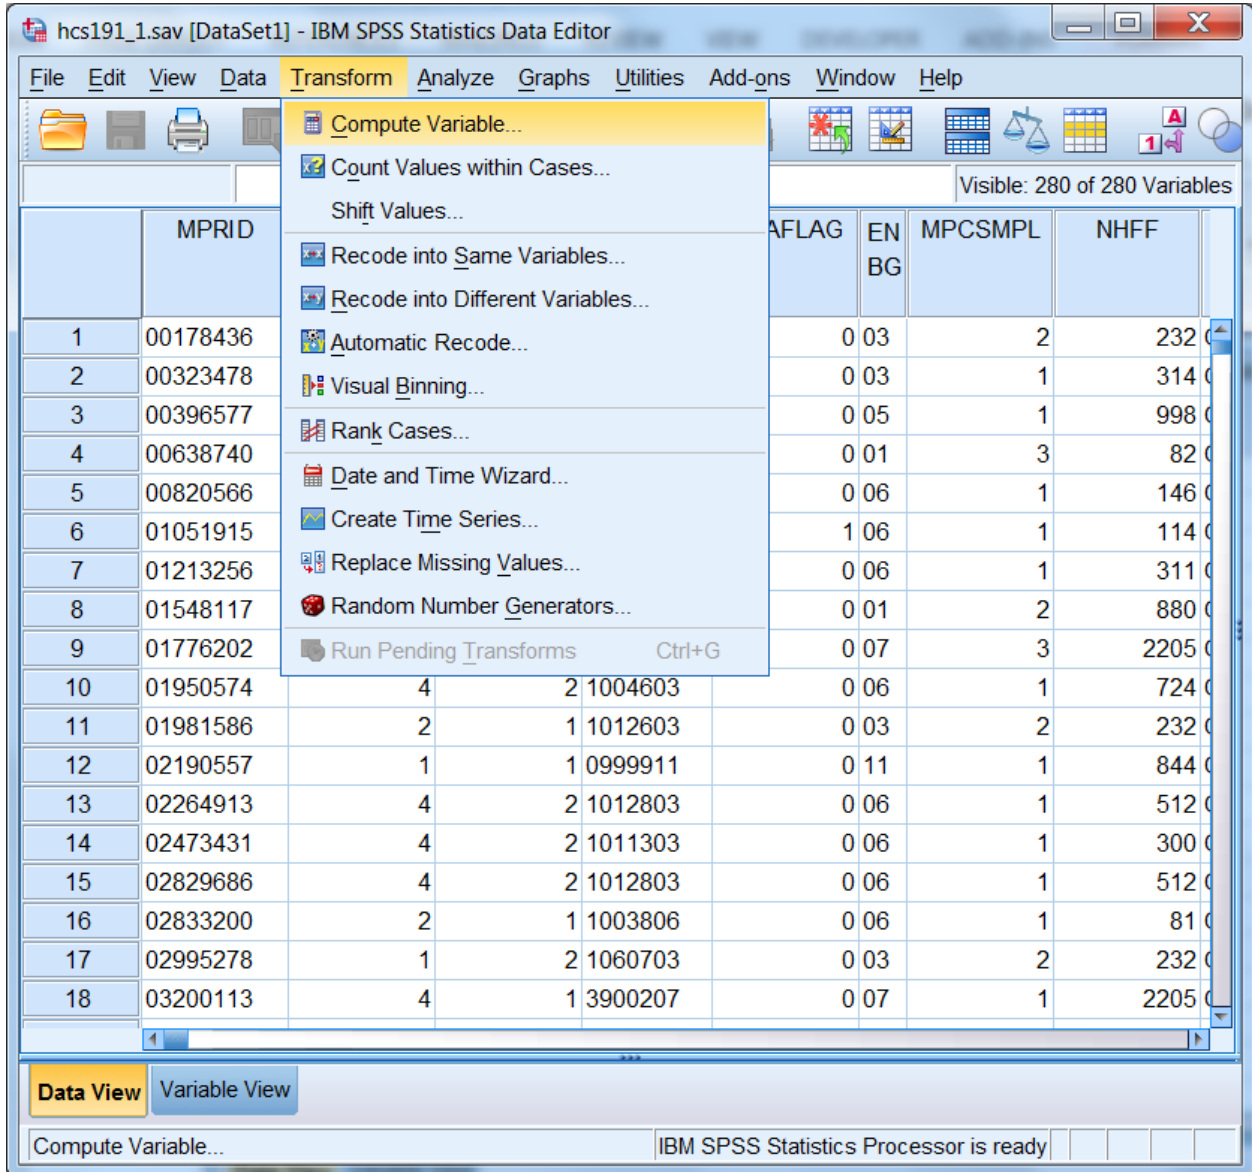 hcs191_1.sav [DataSet1] - IBM SPSS Statistics Data Editor
File Edit View Data Transform Analyze Graphs Utilities Add-ons Window Help
Compute Variable...
Count Values within Cases...
Shift Values...
Recode into Same Variables...
Recode into Different Variables...
Automatic Recode...
Visual Binning...
Rank Cases...
Date and Time Wizard...
Create Time Series...
Replace Missing Values...
Random Number Generators...
Run Pending Transforms Ctrl+G
Visible: 280 of 280 Variables
MPRID AFLAG EN BG MPCSMPL NHFF
1 00178436 0 03 2 232
2 00323478 0 03 1 314
3 00396577 0 05 1 998
4 00638740 0 01 3 82
5 00820566 0 06 1 146
6 01051915 1 06 1 114
7 01213256 0 06 1 311
8 01548117 0 01 2 880
9 01776202 0 07 3 2205
10 01950574 4 2 1004603 0 06 1 724
11 01981586 2 1 1012603 0 03 2 232
12 02190557 1 1 0999911 0 11 1 844
13 02264913 4 2 1012803 0 06 1 512
14 02473431 4 2 1011303 0 06 1 300
15 02829686 4 2 1012803 0 06 1 512
16 02833200 2 1 1003806 0 06 1 81
17 02995278 1 2 1060703 0 03 2 232
18 03200113 4 1 3900207 0 07 1 2205
Data View Variable View
Compute Variable... IBM SPSS Statistics Processor is ready